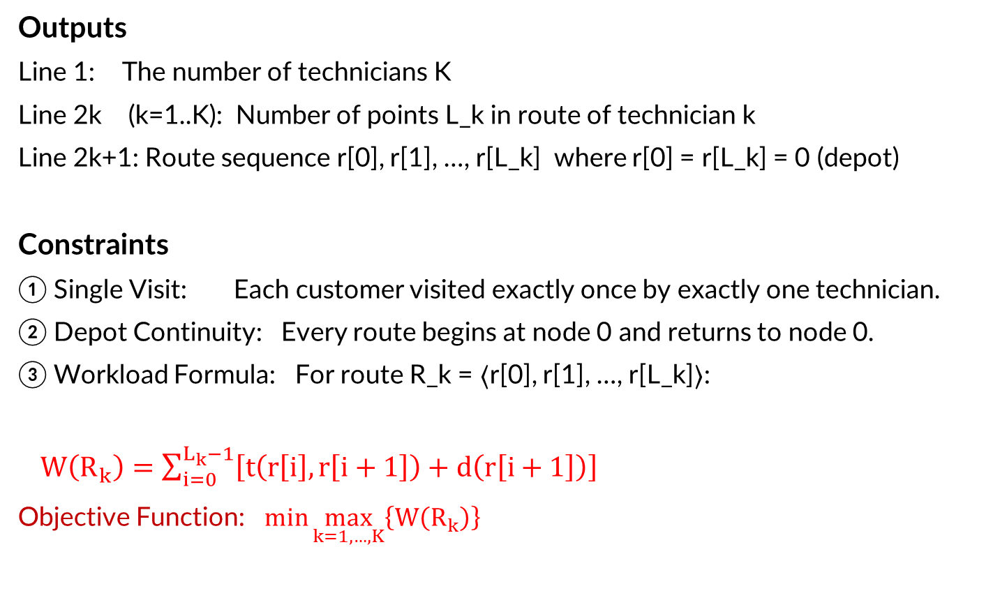 Outputs
Line 1: The number of technicians K
Line 2k (k=1..K): Number of points L_k in route of technician k
Line 2k+1: Route sequence r[0], r[1], ..., r[L_k] where r[0] = r[L_k] = 0 (depot)
Constraints
① Single Visit: Each customer visited exactly once by exactly one technician.
② Depot Continuity: Every route begins at node 0 and returns to node 0.
③ Workload Formula: For route R_k = ⟨r[0], r[1], ..., r[L_k]⟩:
W(R_k) = ∑_{i=0}^{L_k−1}[t(r[i], r[i + 1]) + d(r[i + 1])]
Objective Function: min max_{k=1,...,K}{W(R_k)}